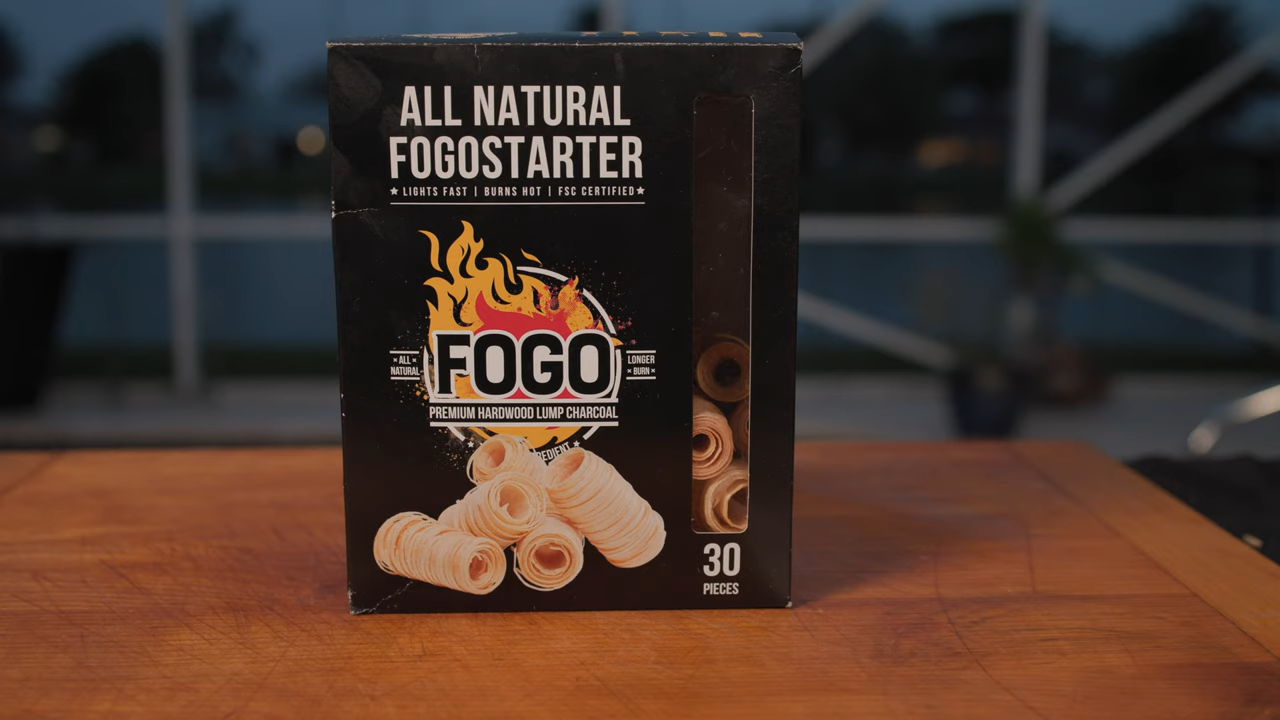 ALL NATURAL
FOGOSTARTER
★ LIGHTS FAST | BURNS HOT | FSC CERTIFIED ★
ALL
NATURAL
FOGO
LONGER
BURN
PREMIUM HARDWOOD LUMP CHARCOAL
30
PIECES